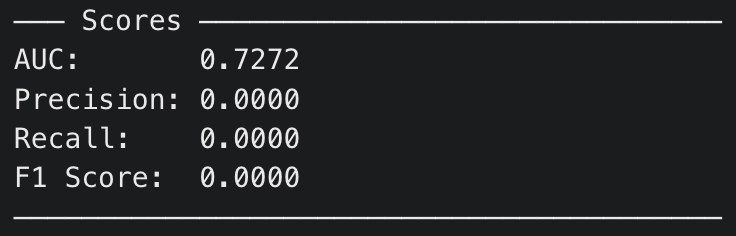 ─── Scores ───────────────────────────────
AUC:       0.7272
Precision: 0.0000
Recall:    0.0000
F1 Score:  0.0000
──────────────────────────────────────────